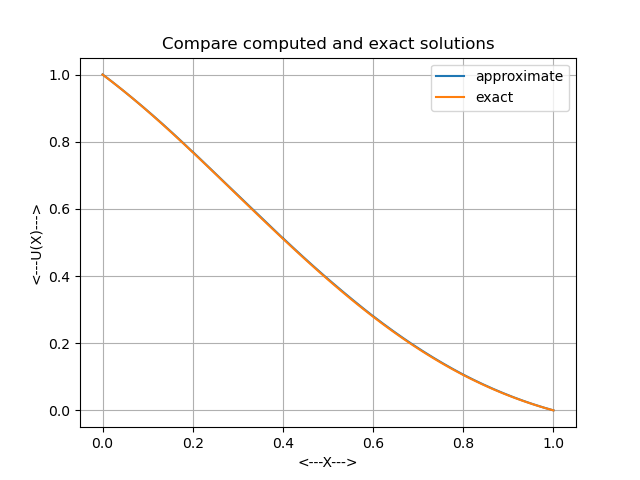 Compare computed and exact solutions
approximate
exact
<---U(X)--->
1.0
0.8
0.6
0.4
0.2
0.0
0.0 0.2 0.4 0.6 0.8 1.0
<---X--->